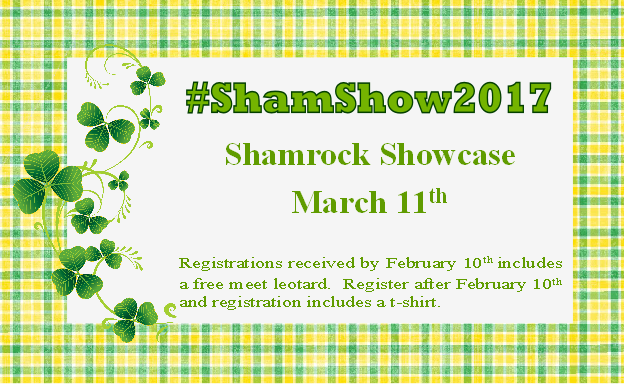 #ShamShow2017
Shamrock Showcase
March 11th
Registrations received by February 10th includes
a free meet leotard.  Register after February 10th
and registration includes a t-shirt.